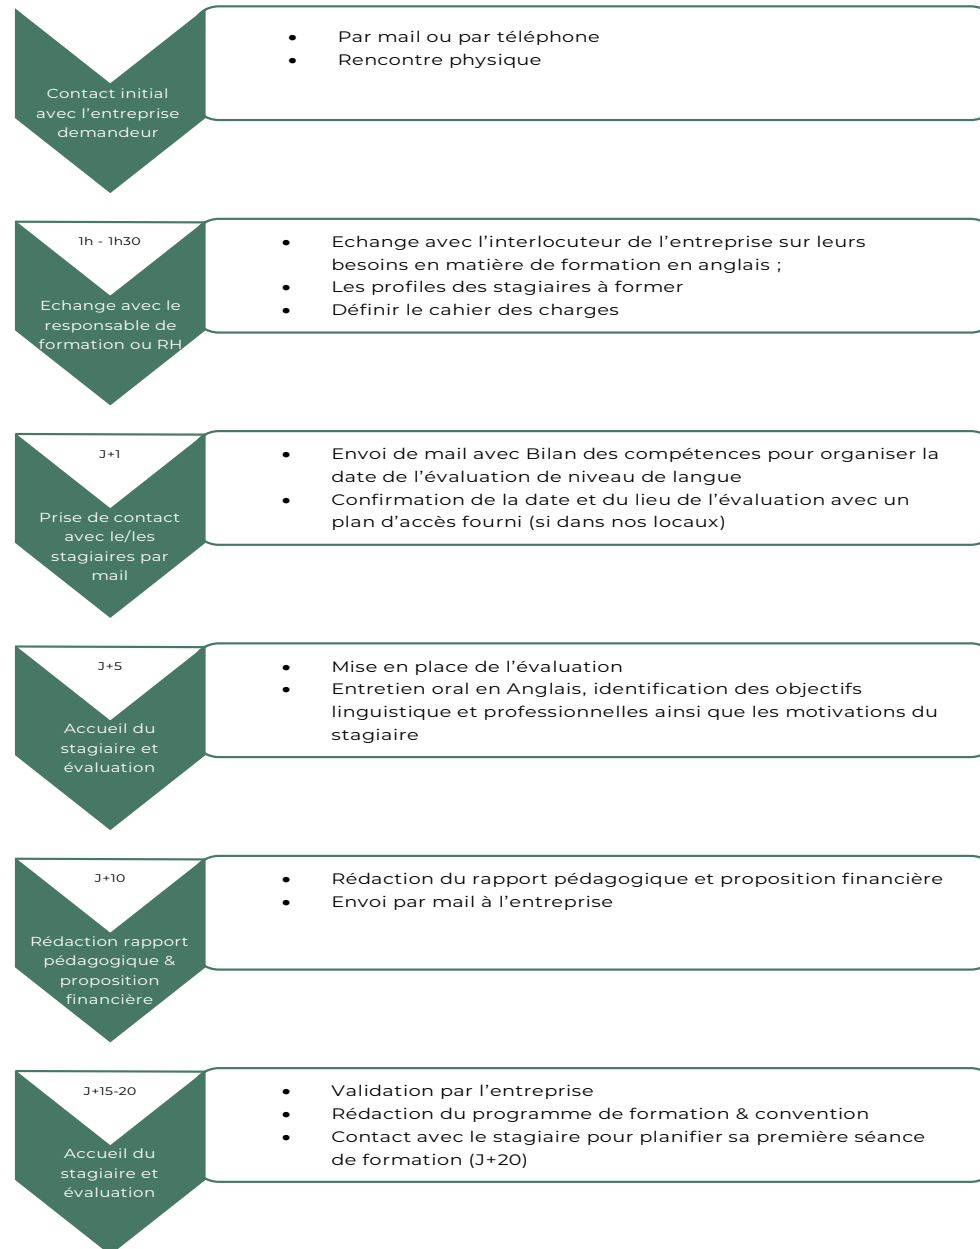 Contact initial
avec l'entreprise
demandeur
• Par mail ou par téléphone
• Rencontre physique
1h - 1h30
Echange avec le
responsable de
formation ou RH
• Echange avec l'interlocuteur de l'entreprise sur leurs
besoins en matière de formation en anglais ;
• Les profiles des stagiaires à former
• Définir le cahier des charges
J+1
Prise de contact
avec le/les
stagiaires par
mail
• Envoi de mail avec Bilan des compétences pour organiser la
date de l'évaluation de niveau de langue
• Confirmation de la date et du lieu de l'évaluation avec un
plan d'accès fourni (si dans nos locaux)
J+5
Accueil du
stagiaire et
évaluation
• Mise en place de l'évaluation
• Entretien oral en Anglais, identification des objectifs
linguistique et professionnelles ainsi que les motivations du
stagiaire
J+10
Rédaction rapport
pédagogique &
proposition
financière
• Rédaction du rapport pédagogique et proposition financière
• Envoi par mail à l'entreprise
J+15-20
Accueil du
stagiaire et
évaluation
• Validation par l'entreprise
• Rédaction du programme de formation & convention
• Contact avec le stagiaire pour planifier sa première séance
de formation (J+20)